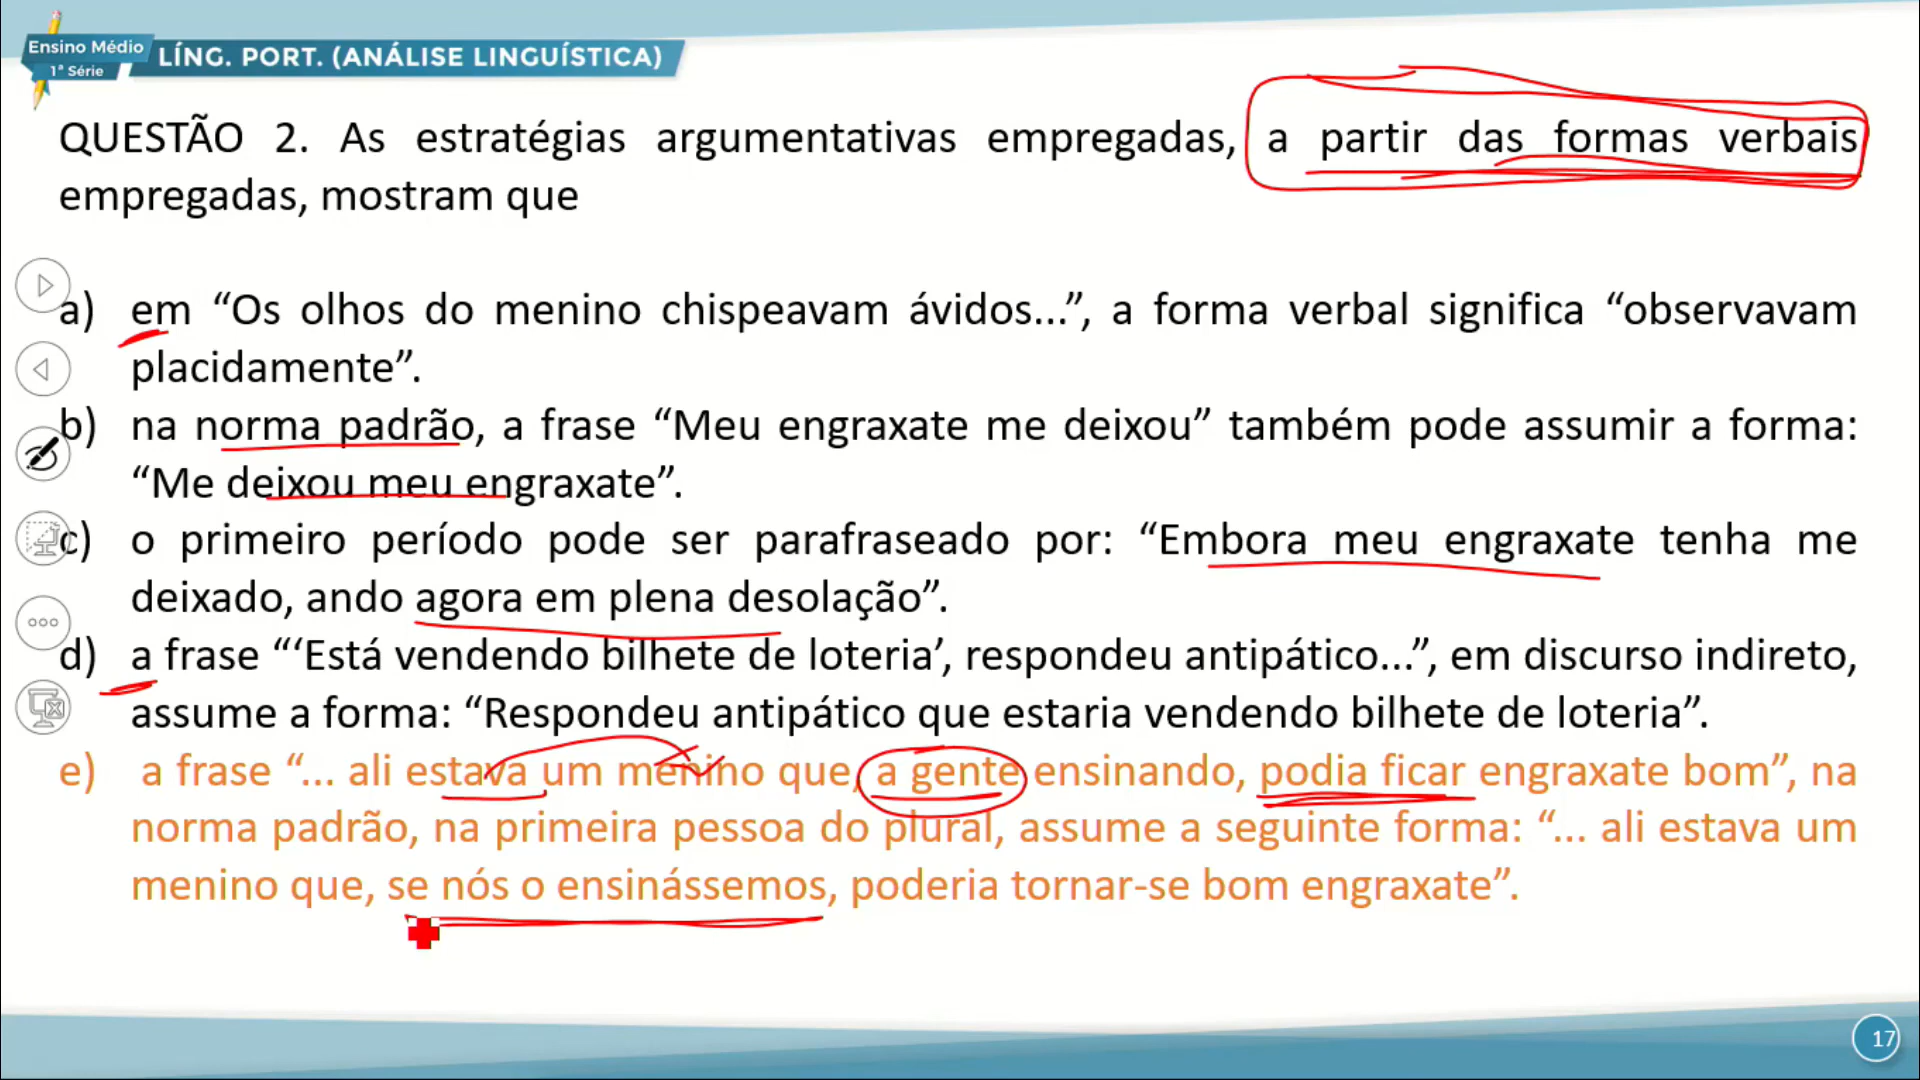 Ensino Médio
1ª Série
LÍNG. PORT. (ANÁLISE LINGUÍSTICA)
QUESTÃO 2. As estratégias argumentativas empregadas, a partir das formas verbais
empregadas, mostram que
a) em “Os olhos do menino chispeavam ávidos...”, a forma verbal significa “observavam
placidamente”.
b) na norma padrão, a frase “Meu engraxate me deixou” também pode assumir a forma:
“Me deixou meu engraxate”.
c) o primeiro período pode ser parafraseado por: “Embora meu engraxate tenha me
deixado, ando agora em plena desolação”.
d) a frase “‘Está vendendo bilhete de loteria’, respondeu antipático...”, em discurso indireto,
assume a forma: “Respondeu antipático que estaria vendendo bilhete de loteria”.
e) a frase “... ali estava um menino que, a gente ensinando, podia ficar engraxate bom”, na
norma padrão, na primeira pessoa do plural, assume a seguinte forma: “... ali estava um
menino que, se nós o ensinássemos, poderia tornar-se bom engraxate”.
17